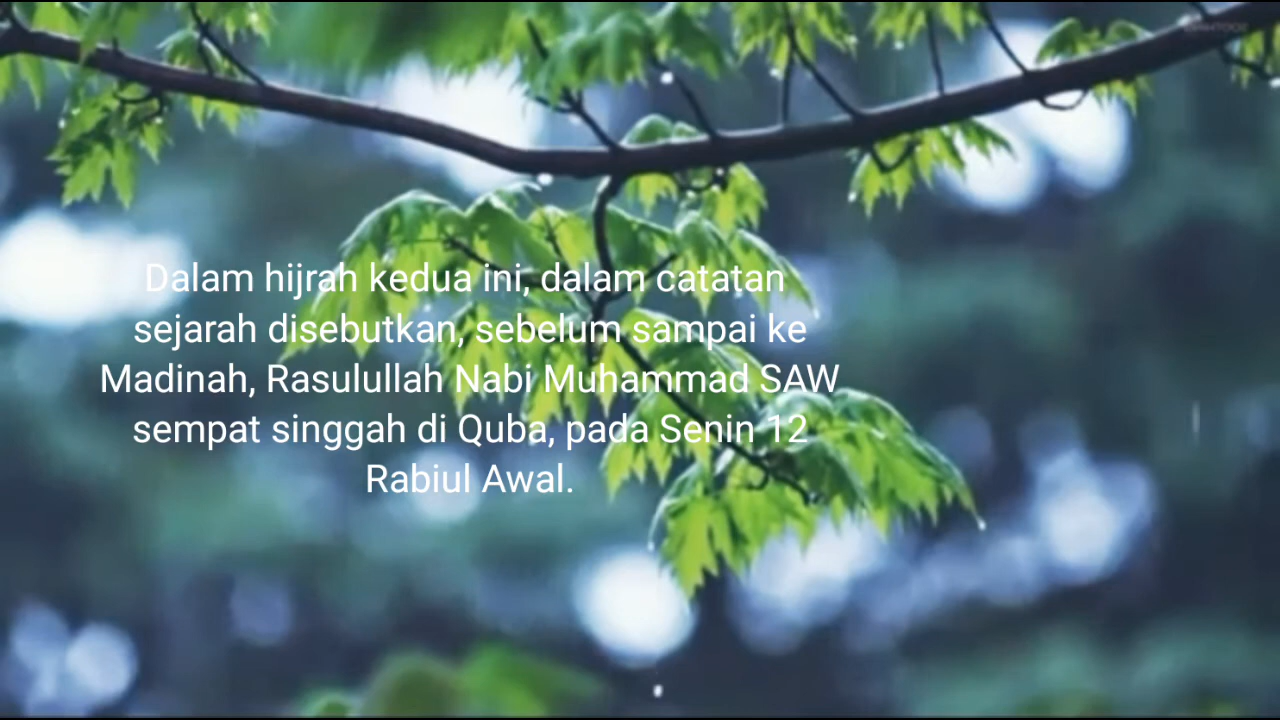 Dalam hijrah kedua ini, dalam catatan
sejarah disebutkan, sebelum sampai ke
Madinah, Rasulullah Nabi Muhammad SAW
sempat singgah di Quba, pada Senin 12
Rabiul Awal.